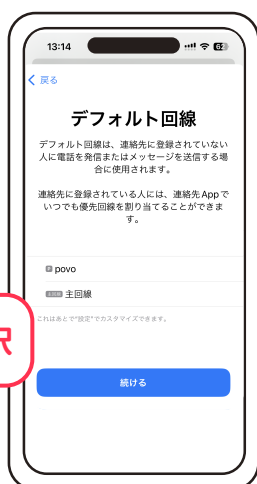 13:14
戻る
デフォルト回線
デフォルト回線は、連絡先に登録されていない
人に電話を発信またはメッセージを送信する場
合に使用されます。
連絡先に登録されている人には、連絡先Appで
いつでも優先回線を割り当てることができま
す。
P povo
主回線 主回線
これはあとで"設定"でカスタマイズできます。
択
続ける